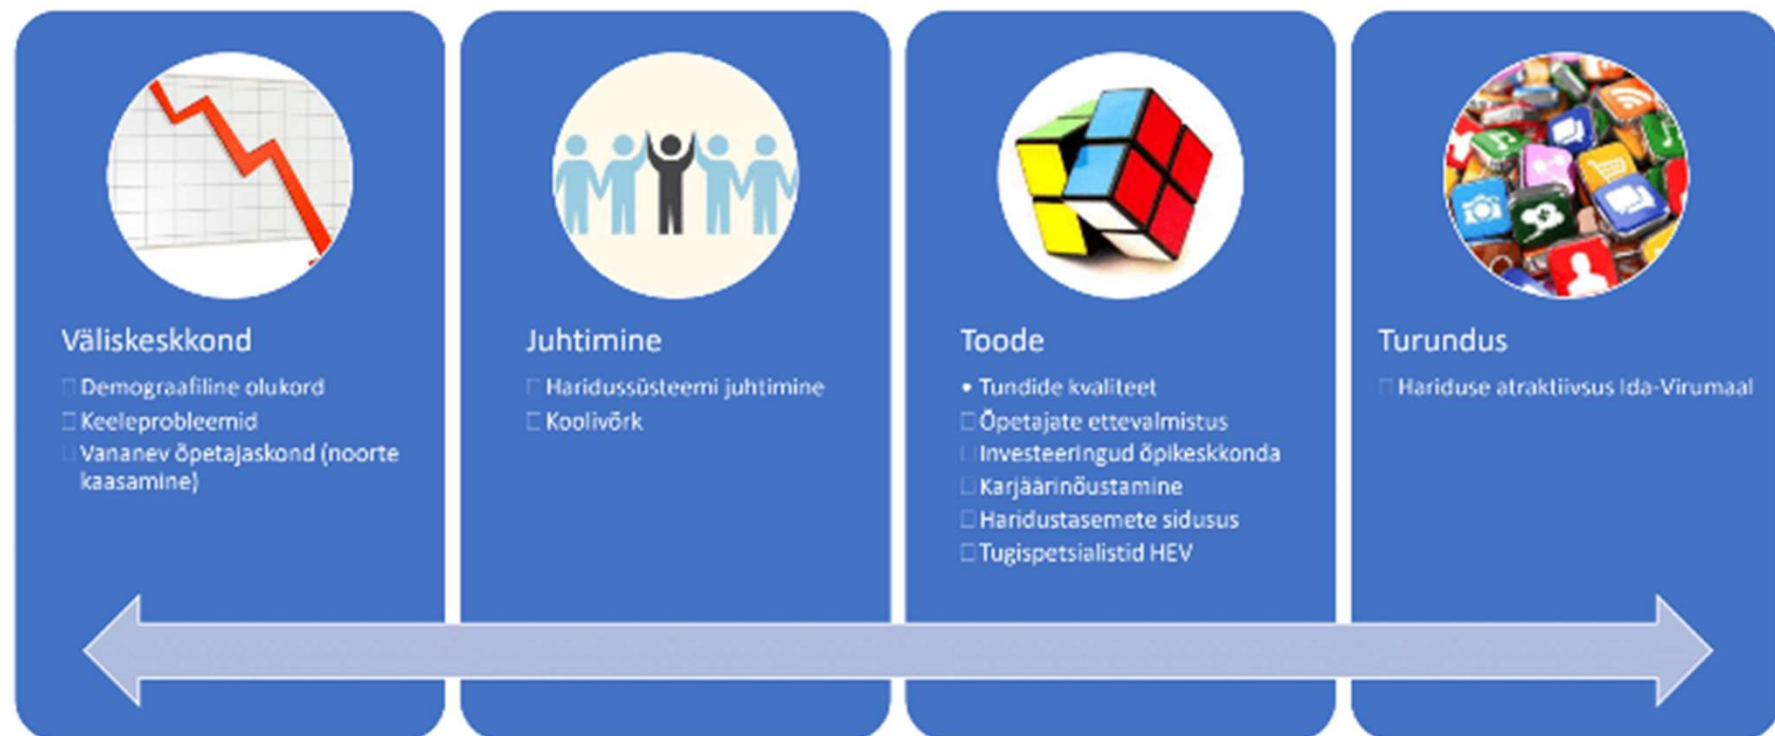 Väliskeskkond
Demograafiline olukord
Keeleprobleemid
Vananev õpetajaskond (noorte
kaasamine)
Juhtimine
Haridussüsteemi juhtimine
Koolivõrk
Toode
• Tundide kvaliteet
Õpetajate ettevalmistus
Investeeringud õpikeskkonda
Karjäärinõustamine
Haridustasemete sidusus
Tugispetsialistid HEV
Turundus
Hariduse atraktiivsus Ida-Virumaal